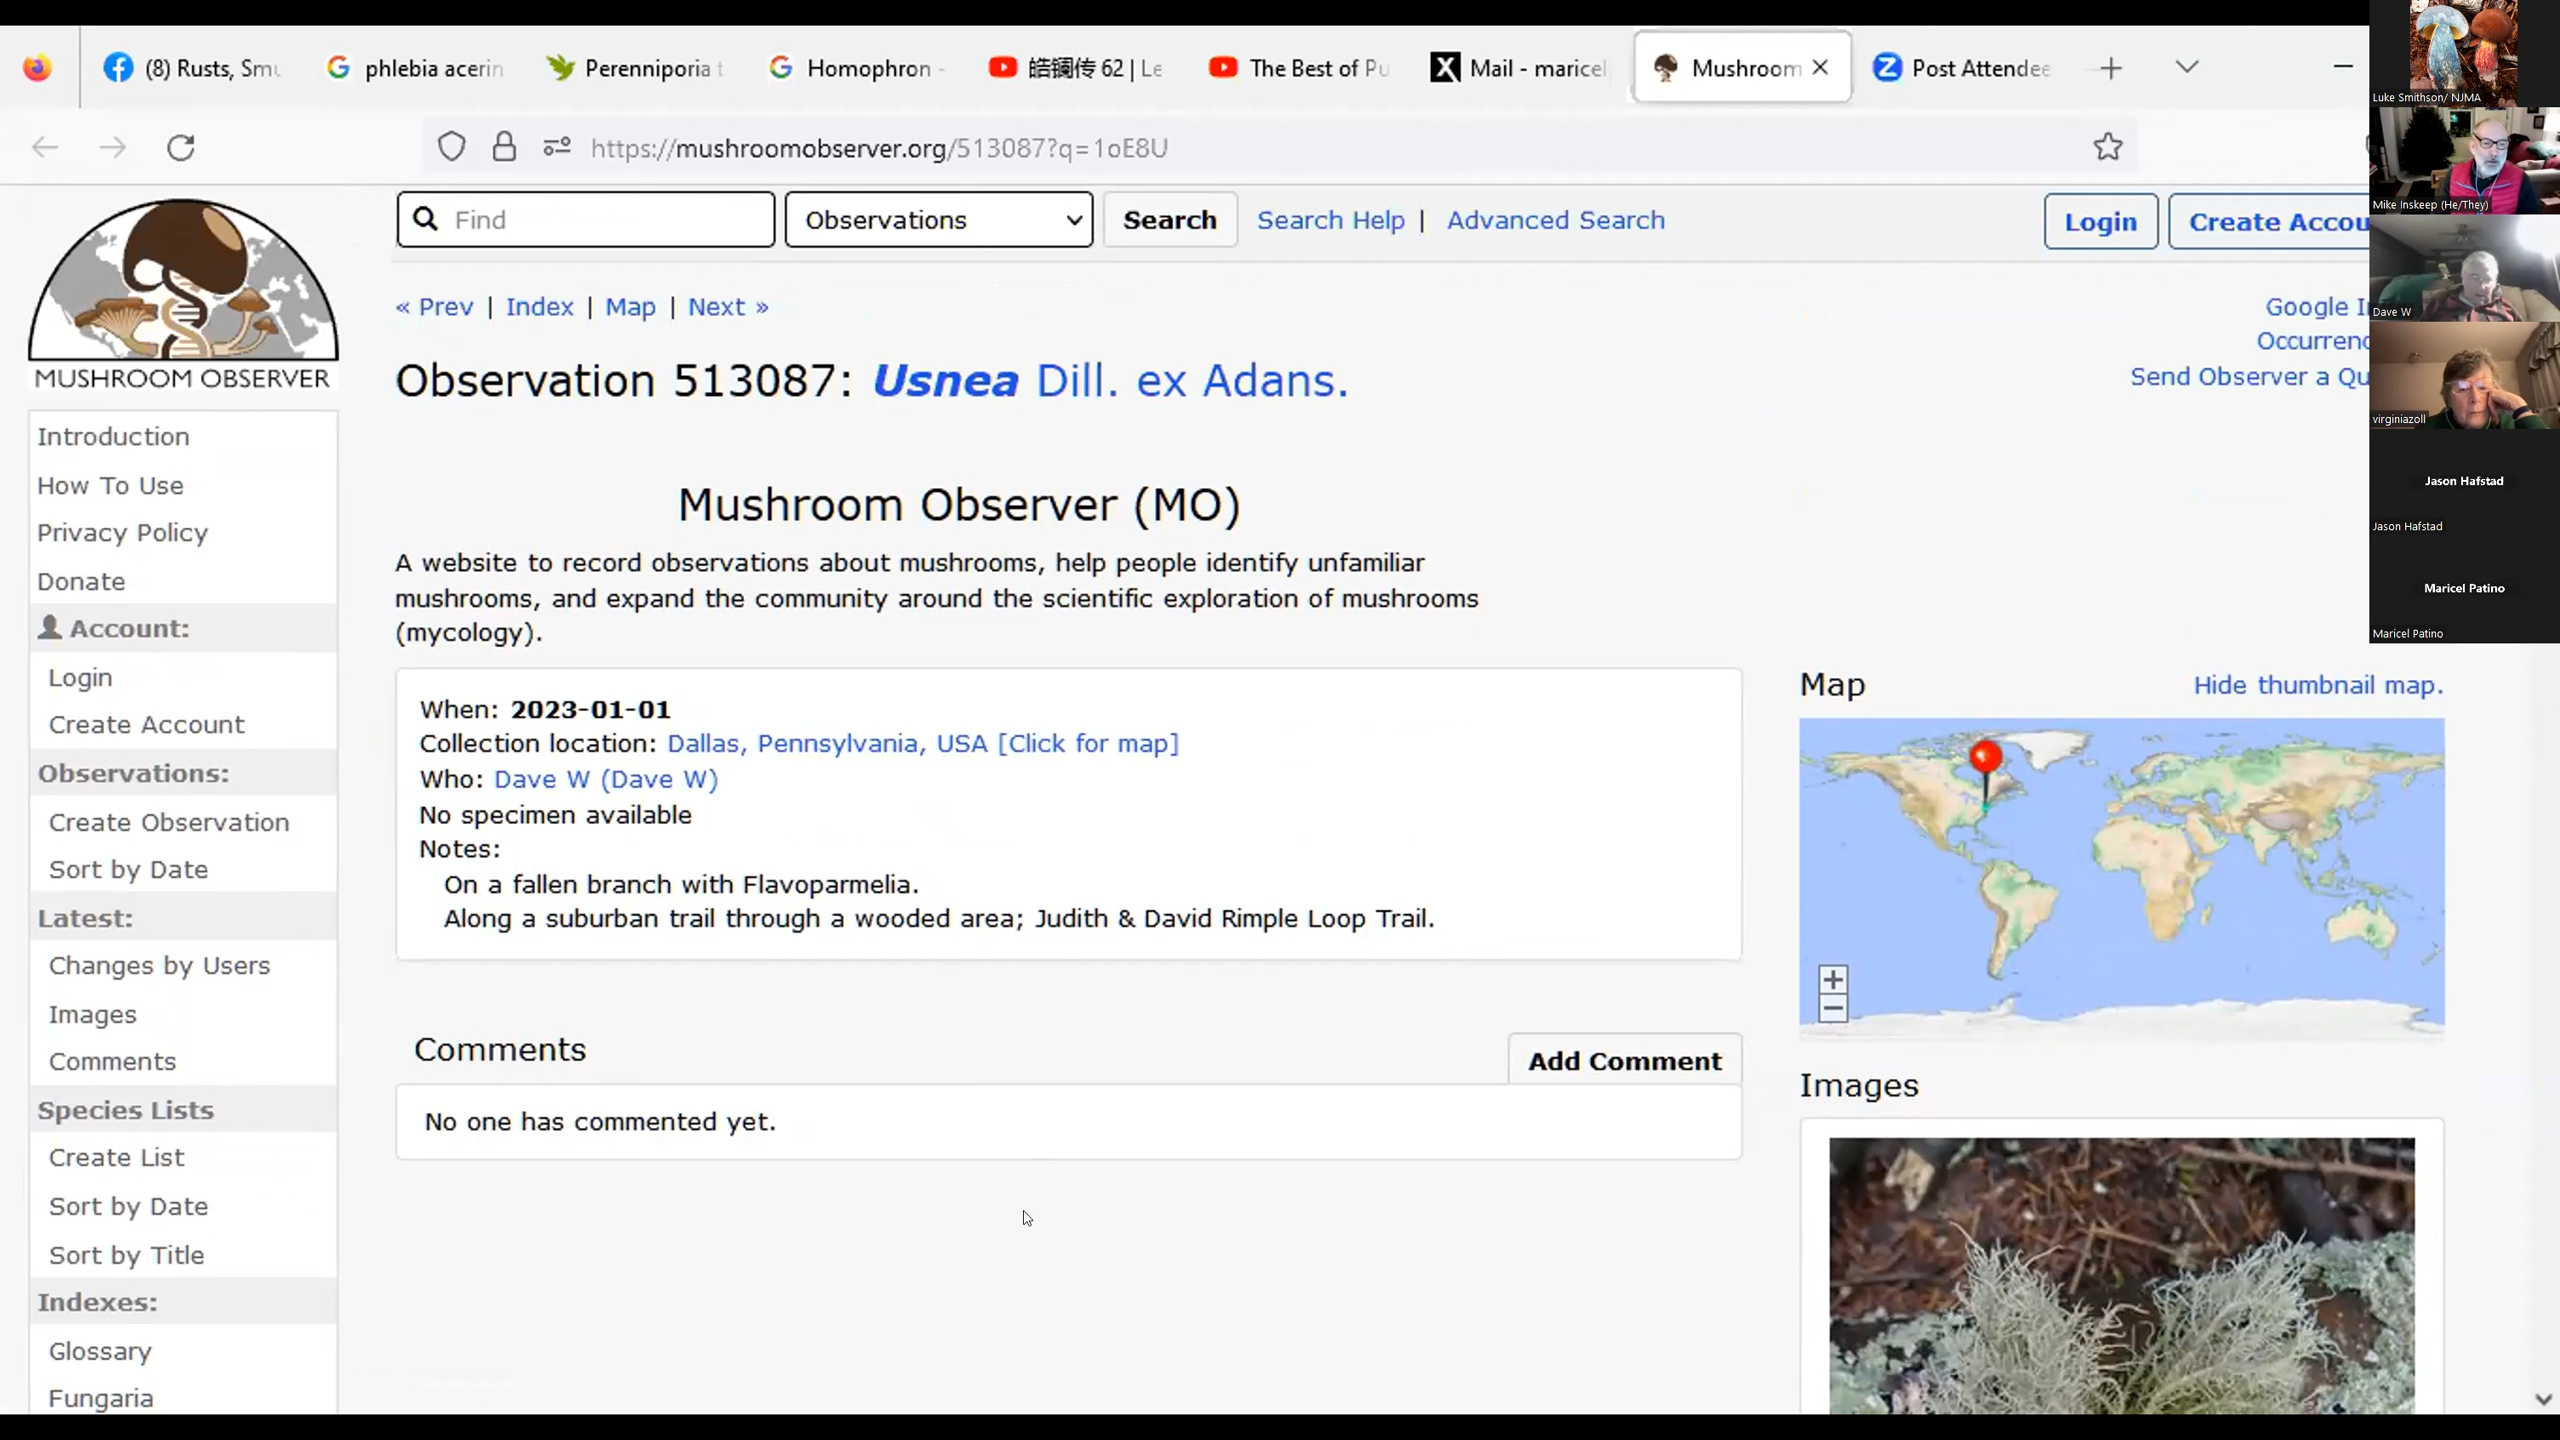 (8) Rusts, Smu
phlebia acerin
Perenniporia t
Homophron -
皓镧传 62 | Le
The Best of Pu
Mail - maricel
Mushroom
Post Attendee
https://mushroomobserver.org/513087?q=1oE8U
Find
Observations
Search
Search Help |
Advanced Search
Login
Create Accou
MUSHROOM OBSERVER
« Prev | Index | Map | Next »
Google I
Occurrenc
Send Observer a Qu
Observation 513087: Usnea Dill. ex Adans.
Mushroom Observer (MO)
A website to record observations about mushrooms, help people identify unfamiliar
mushrooms, and expand the community around the scientific exploration of mushrooms
(mycology).
Introduction
How To Use
Privacy Policy
Donate
Account:
Login
Create Account
Observations:
Create Observation
Sort by Date
Latest:
Changes by Users
Images
Comments
Species Lists
Create List
Sort by Date
Sort by Title
Indexes:
Glossary
Fungaria
When: 2023-01-01
Collection location: Dallas, Pennsylvania, USA [Click for map]
Who: Dave W (Dave W)
No specimen available
Notes:
On a fallen branch with Flavoparmelia.
Along a suburban trail through a wooded area; Judith & David Rimple Loop Trail.
Comments
Add Comment
No one has commented yet.
Map
Hide thumbnail map.
Images
Luke Smithson/ NJMA
Mike Inskeep (He/They)
Dave W
virginiazoll
Jason Hafstad
Jason Hafstad
Maricel Patino
Maricel Patino